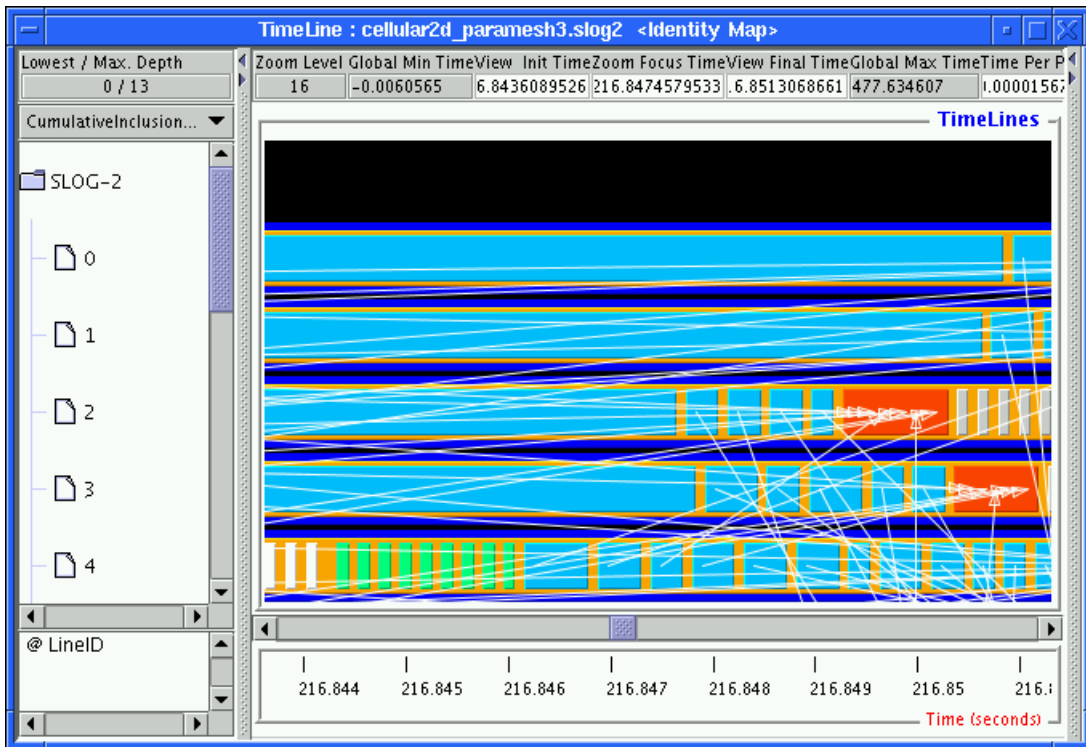 TimeLine : cellular2d_paramesh3.slog2 <Identity Map>
Lowest / Max. Depth
0 / 13
Zoom Level Global Min Time View Init Time Zoom Focus Time View Final Time Global Max Time Time Per P
16 -0.0060565 6.8436089526 216.8474579533 .6.8513068661 477.634607 .00001567
CumulativeInclusion...
TimeLines
SLOG-2
0
1
2
3
4
@ LineID
216.844 216.845 216.846 216.847 216.848 216.849 216.85 216.
Time (seconds)